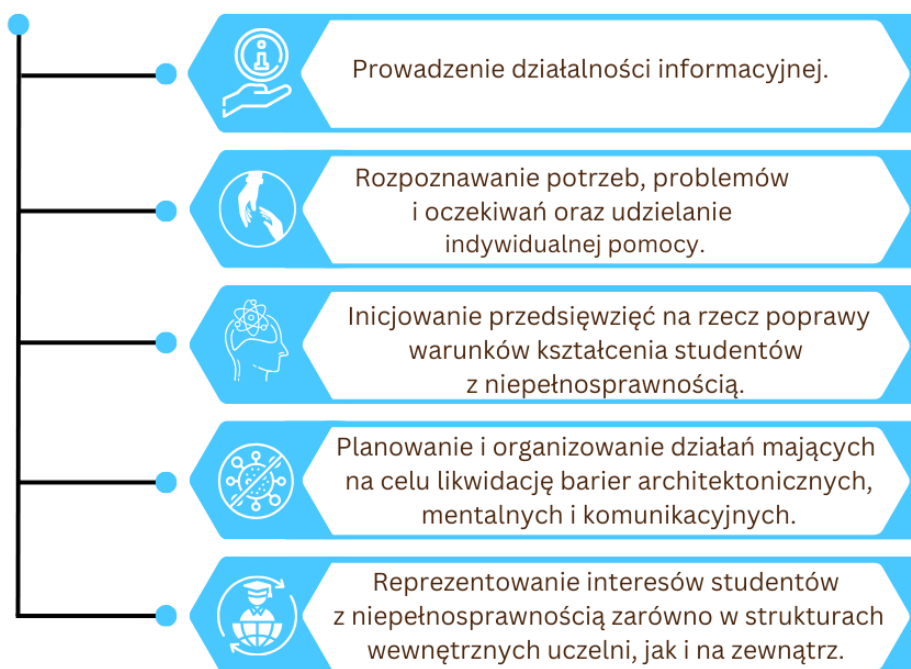 Prowadzenie działalności informacyjnej.
Rozpoznawanie potrzeb, problemów
i oczekiwań oraz udzielanie
indywidualnej pomocy.
Inicjowanie przedsięwzięć na rzecz poprawy
warunków kształcenia studentów
z niepełnosprawnością.
Planowanie i organizowanie działań mających
na celu likwidację barier architektonicznych,
mentalnych i komunikacyjnych.
Reprezentowanie interesów studentów
z niepełnosprawnością zarówno w strukturach
wewnętrznych uczelni, jak i na zewnątrz.